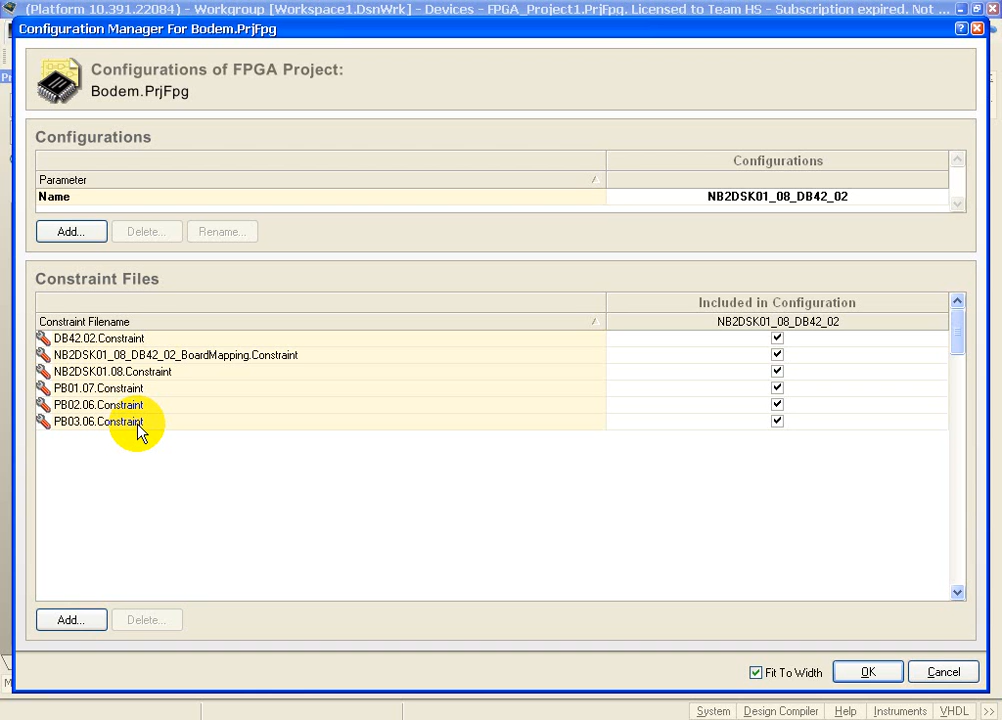 (Platform 10.391.22084) - Workgroup [Workspace1.DsnWrk] - Devices - FPGA_Project1.PrjFpg. Licensed to Team HS - Subscription expired. Not ...
Configuration Manager For Bodem.PrjFpg
Configurations of FPGA Project:
Bodem.PrjFpg
Configurations
Configurations
Parameter
Name NB2DSK01_08_DB42_02
Add... Delete... Rename...
Constraint Files
Included in Configuration
Constraint Filename NB2DSK01_08_DB42_02
DB42.02.Constraint
NB2DSK01_08_DB42_02_BoardMapping.Constraint
NB2DSK01.08.Constraint
PB01.07.Constraint
PB02.06.Constraint
PB03.06.Constraint
Add... Delete...
Fit To Width OK Cancel
System Design Compiler Help Instruments VHDL >>